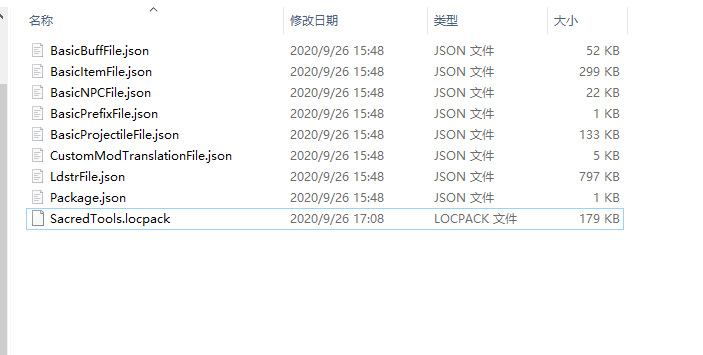 名称 修改日期 类型 大小
BasicBuffFile.json 2020/9/26 15:48 JSON 文件 52 KB
BasicItemFile.json 2020/9/26 15:48 JSON 文件 299 KB
BasicNPCFile.json 2020/9/26 15:48 JSON 文件 22 KB
BasicPrefixFile.json 2020/9/26 15:48 JSON 文件 1 KB
BasicProjectileFile.json 2020/9/26 15:48 JSON 文件 133 KB
CustomModTranslationFile.json 2020/9/26 15:48 JSON 文件 5 KB
LdstrFile.json 2020/9/26 15:48 JSON 文件 797 KB
Package.json 2020/9/26 15:48 JSON 文件 1 KB
SacredTools.locpack 2020/9/26 17:08 LOCPACK 文件 179 KB